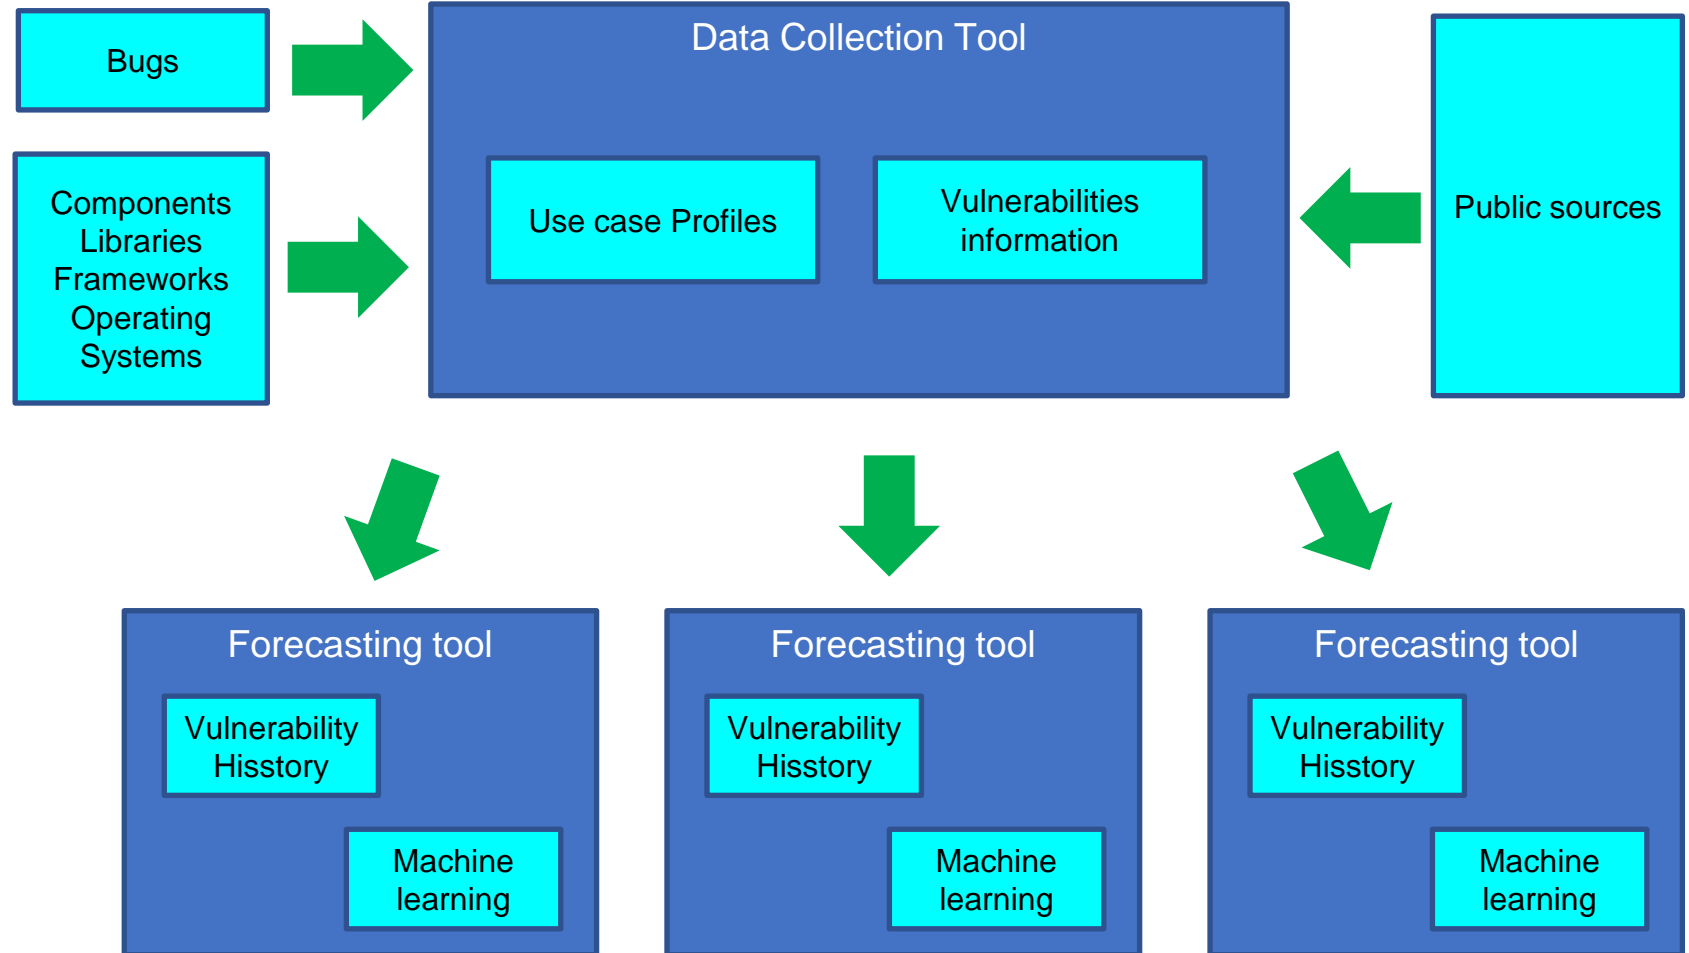 Bugs
Data Collection Tool
Components
Libraries
Frameworks
Operating
Systems
Use case Profiles
Vulnerabilities
information
Public sources
Forecasting tool
Vulnerability
Hisstory
Machine
learning
Forecasting tool
Vulnerability
Hisstory
Machine
learning
Forecasting tool
Vulnerability
Hisstory
Machine
learning